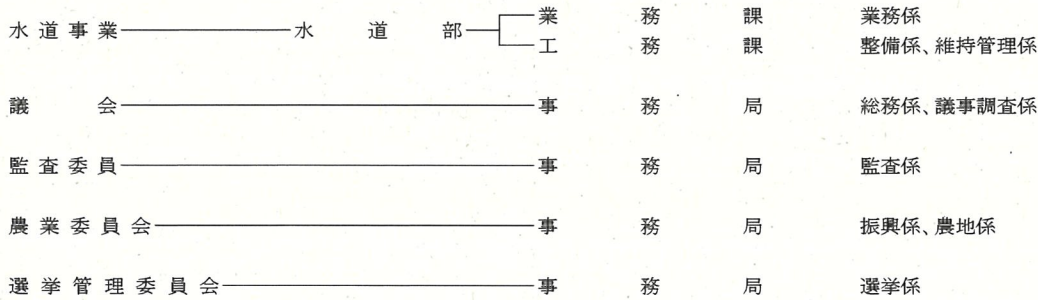 水道事業 水道部 業務課 業務係
工務課 整備係、維持管理係
議会 事務局 総務係、議事調査係
監査委員 事務局 監査係
農業委員会 事務局 振興係、農地係
選挙管理委員会 事務局 選挙係